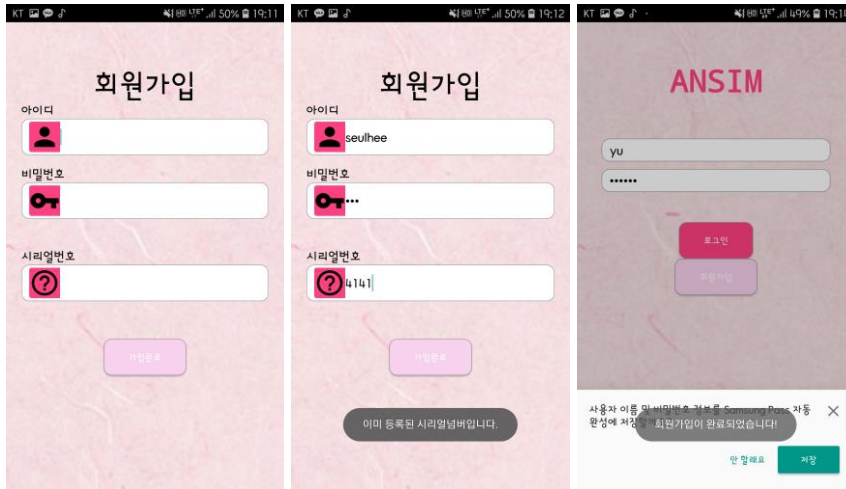 KT 50% 19:11
회원가입
아이디
비밀번호
시리얼번호
가입완료
KT 50% 19:12
회원가입
아이디
seulhee
비밀번호
•••
시리얼번호
4141
가입완료
이미 등록된 시리얼넘버입니다.
KT 49% 19:1
ANSIM
yu
••••••
로그인
회원가입
사용자 이름 및 비밀번호 정보를 Samsung Pass 자동
완성에 저장
회원가입이 완료되었습니다!
안 할래요
저장